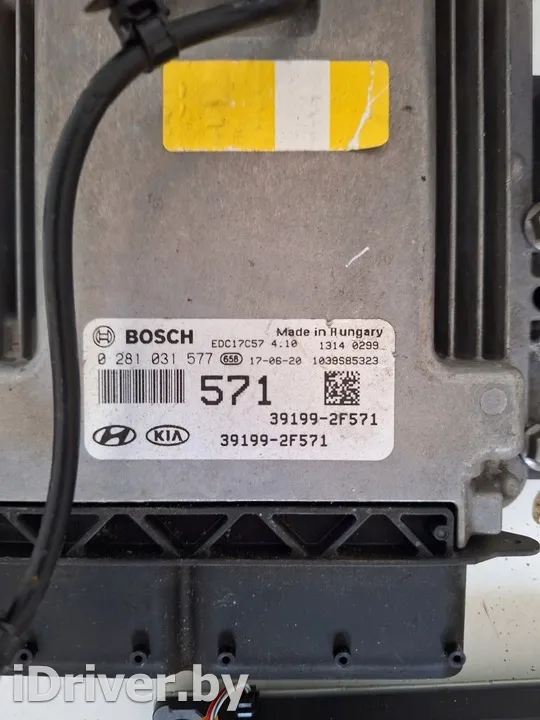 BOSCH EDC17C57 4.10 Made in Hungary
1314 0299
0 281 031 577 658 17-06-20 1039S85323
571
39199-2F571
KIA 39199-2F571
iDriver.by